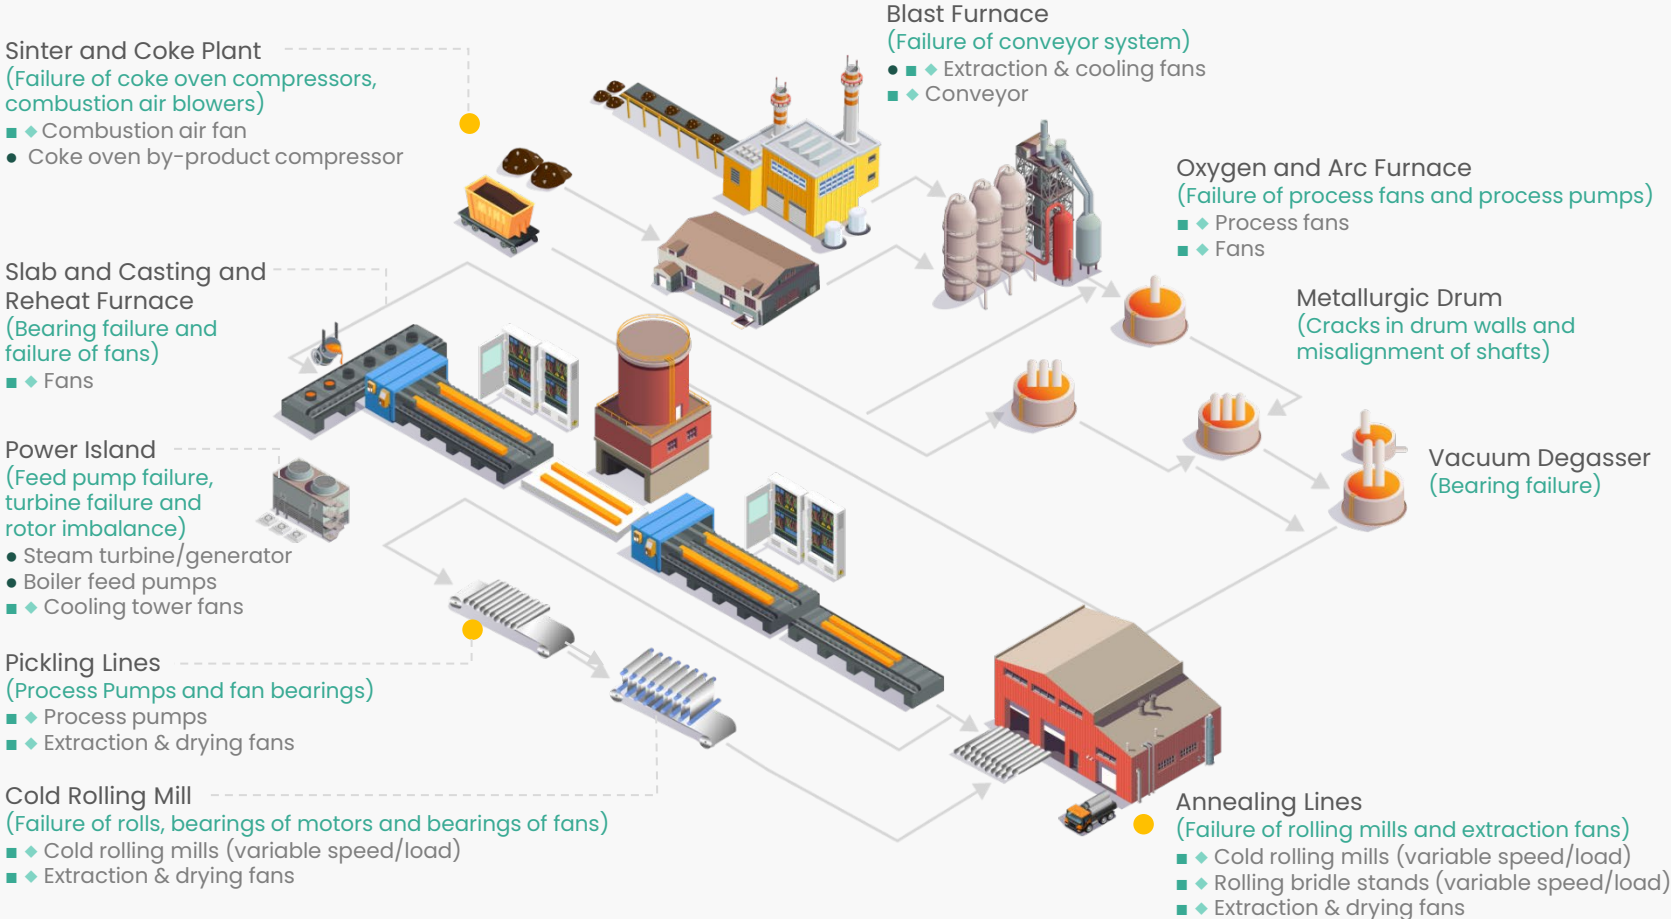 Sinter and Coke Plant
(Failure of coke oven compressors,
combustion air blowers)
■ ◆ Combustion air fan
● Coke oven by-product compressor
Blast Furnace
(Failure of conveyor system)
● ■ ◆ Extraction & cooling fans
■ ◆ Conveyor
Oxygen and Arc Furnace
(Failure of process fans and process pumps)
■ ◆ Process fans
■ ◆ Fans
Slab and Casting and
Reheat Furnace
(Bearing failure and
failure of fans)
■ ◆ Fans
Metallurgic Drum
(Cracks in drum walls and
misalignment of shafts)
Power Island
(Feed pump failure,
turbine failure and
rotor imbalance)
● Steam turbine/generator
● Boiler feed pumps
■ ◆ Cooling tower fans
Vacuum Degasser
(Bearing failure)
Pickling Lines
(Process Pumps and fan bearings)
■ ◆ Process pumps
■ ◆ Extraction & drying fans
Cold Rolling Mill
(Failure of rolls, bearings of motors and bearings of fans)
■ ◆ Cold rolling mills (variable speed/load)
■ ◆ Extraction & drying fans
Annealing Lines
(Failure of rolling mills and extraction fans)
■ ◆ Cold rolling mills (variable speed/load)
■ ◆ Rolling bridle stands (variable speed/load)
■ ◆ Extraction & drying fans